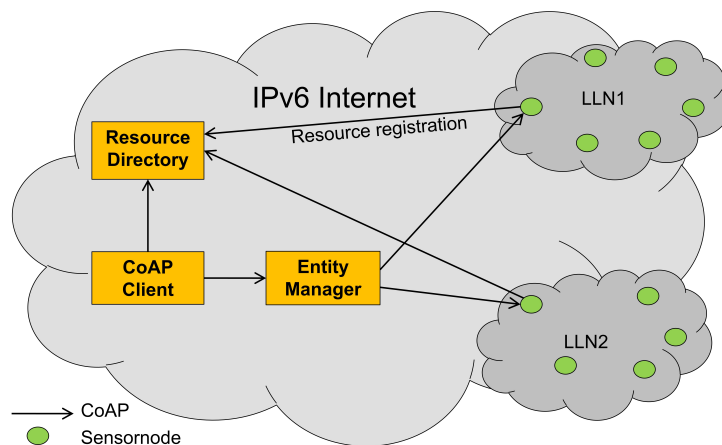 IPv6 Internet
LLN1
Resource registration
Resource
Directory
CoAP
Client
Entity
Manager
LLN2
CoAP
Sensornode